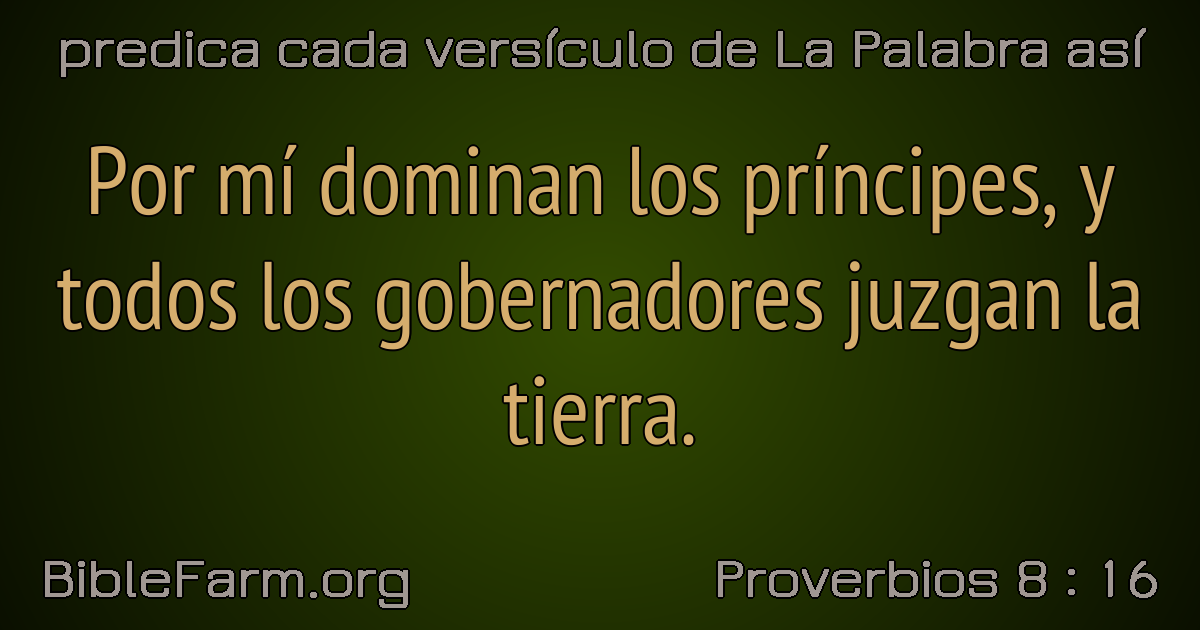 predica cada versículo de La Palabra así
Por mí dominan los príncipes, y
todos los gobernadores juzgan la
tierra.
BibleFarm.org
Proverbios 8 : 16